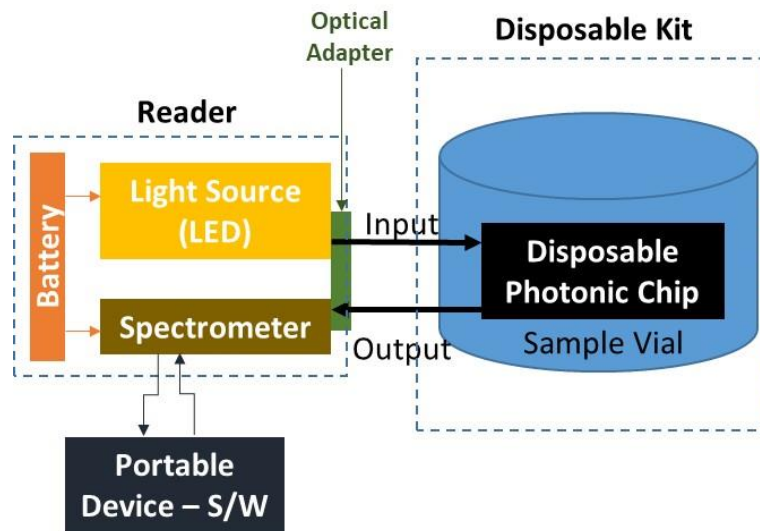 Optical
Adapter
Disposable Kit
Reader
Battery
Light Source
(LED)
Input
Disposable
Photonic Chip
Spectrometer
Output
Sample Vial
Portable
Device – S/W